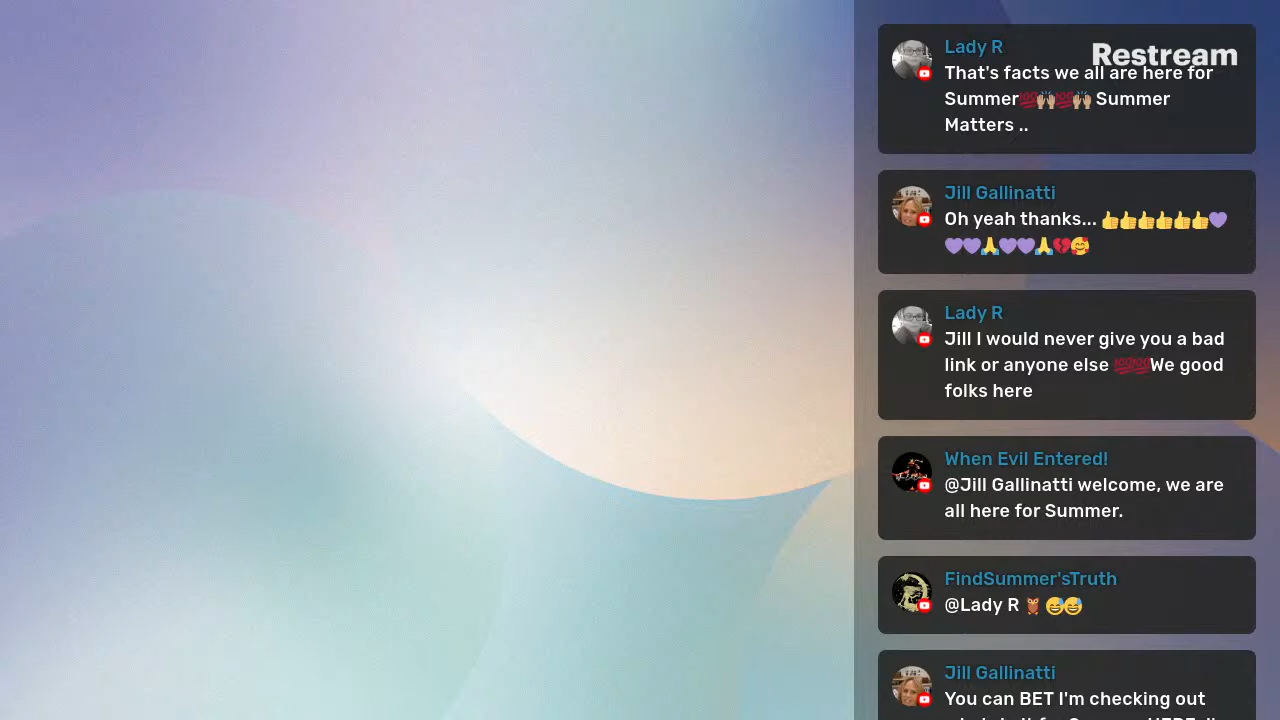 Lady R
Restream
That's facts we all are here for
Summer💯🙌🏽💯🙌🏽 Summer
Matters ..
Jill Gallinatti
Oh yeah thanks... 👍👍👍👍👍👍💜
💜💜🙏💜💜🙏💔🥰
Lady R
Jill I would never give you a bad
link or anyone else 💯💯We good
folks here
When Evil Entered!
@Jill Gallinatti welcome, we are
all here for Summer.
FindSummer'sTruth
@Lady R 🦉 😅😅
Jill Gallinatti
You can BET I'm checking out